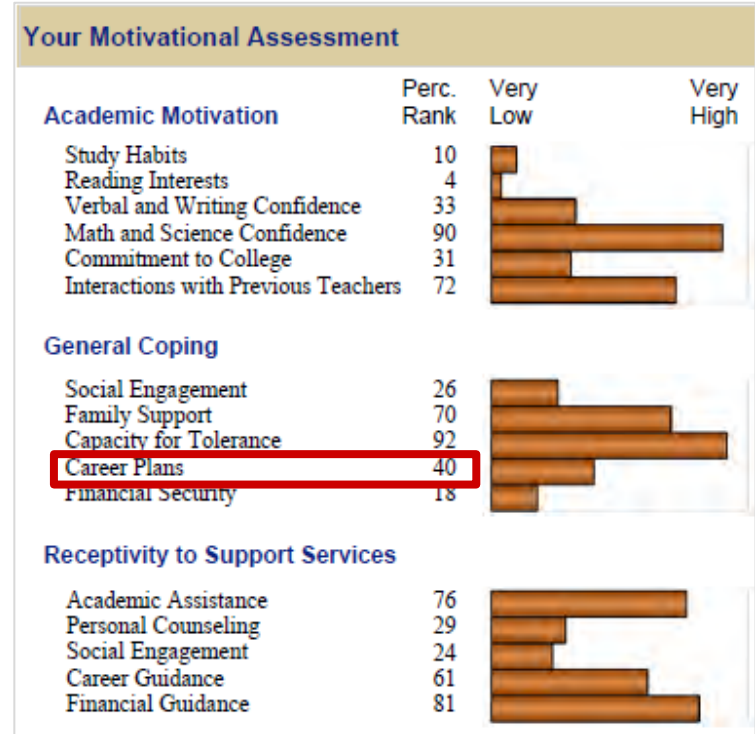 Your Motivational Assessment
Perc. Very Very
Academic Motivation Rank Low High
Study Habits 10
Reading Interests 4
Verbal and Writing Confidence 33
Math and Science Confidence 90
Commitment to College 31
Interactions with Previous Teachers 72
General Coping
Social Engagement 26
Family Support 70
Capacity for Tolerance 92
Career Plans 40
Financial Security 18
Receptivity to Support Services
Academic Assistance 76
Personal Counseling 29
Social Engagement 24
Career Guidance 61
Financial Guidance 81